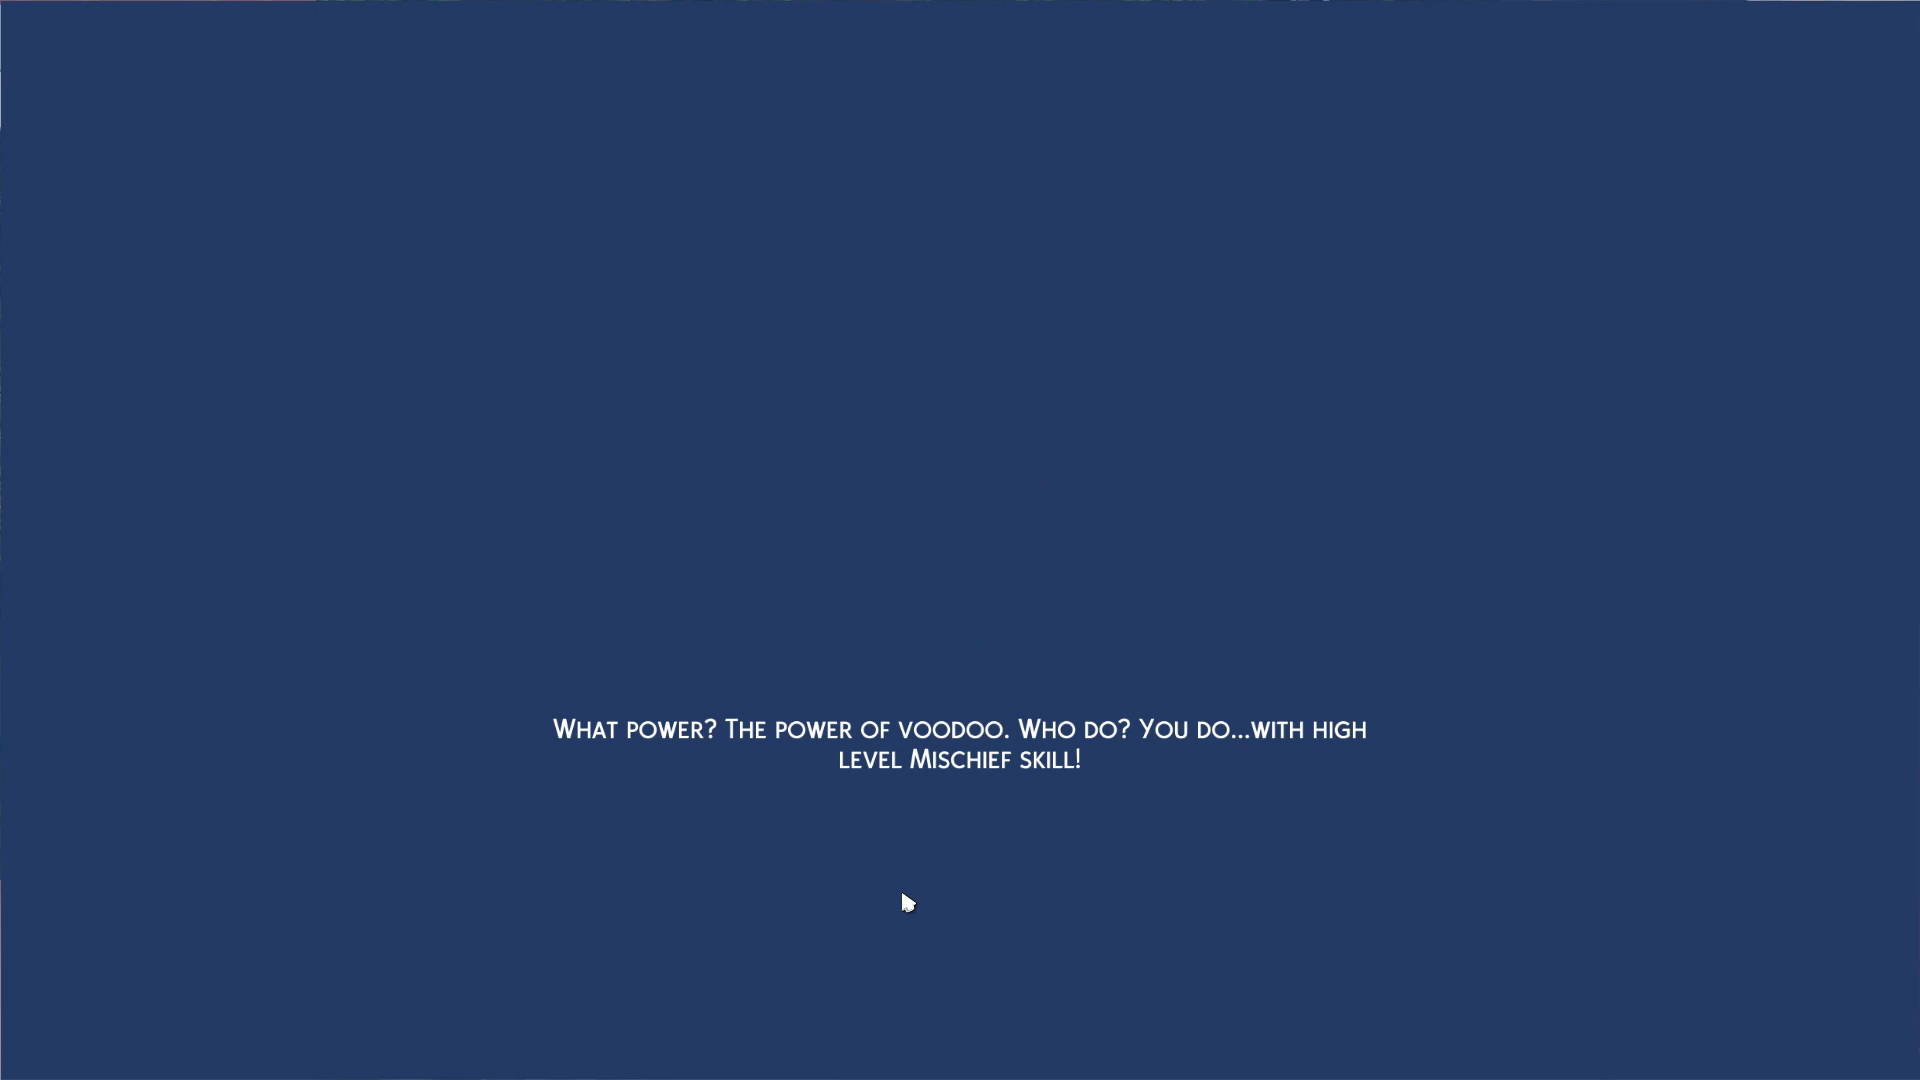 What power? The power of voodoo. Who do? You do...with high
level Mischief skill!